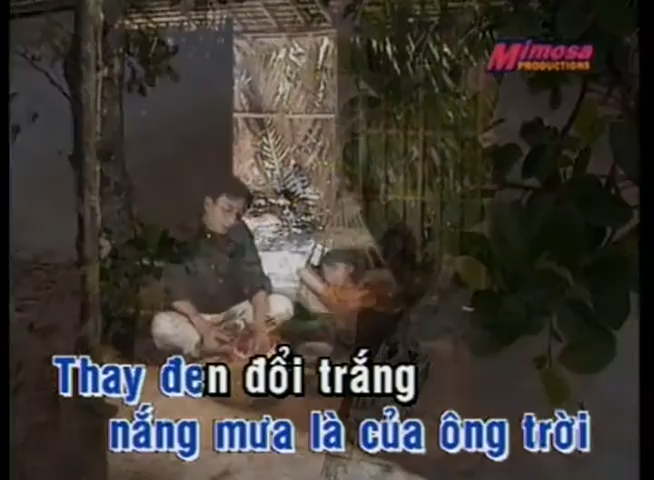 Mimosa
PRODUCTIONS
Thay đen đổi trắng
nắng mưa là của ông trời